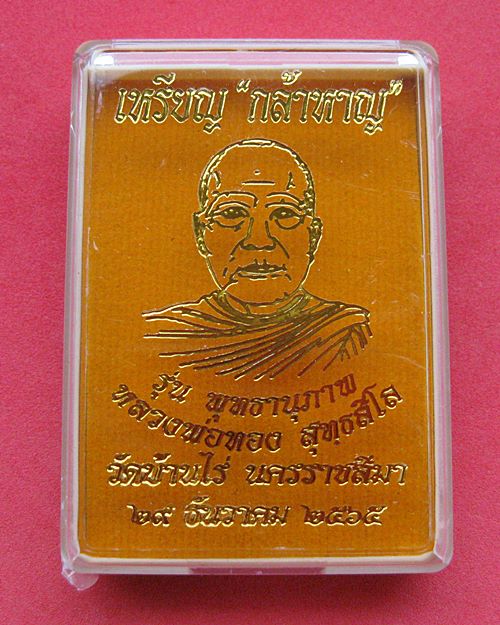 เหรียญ "กล้าหาญ"
รุ่น พุทธานุภาพ
หลวงพ่อทอง สุทธสีโล
วัดบ้านไร่ นครราชสีมา
๒๙ ธันวาคม ๒๕๖๕